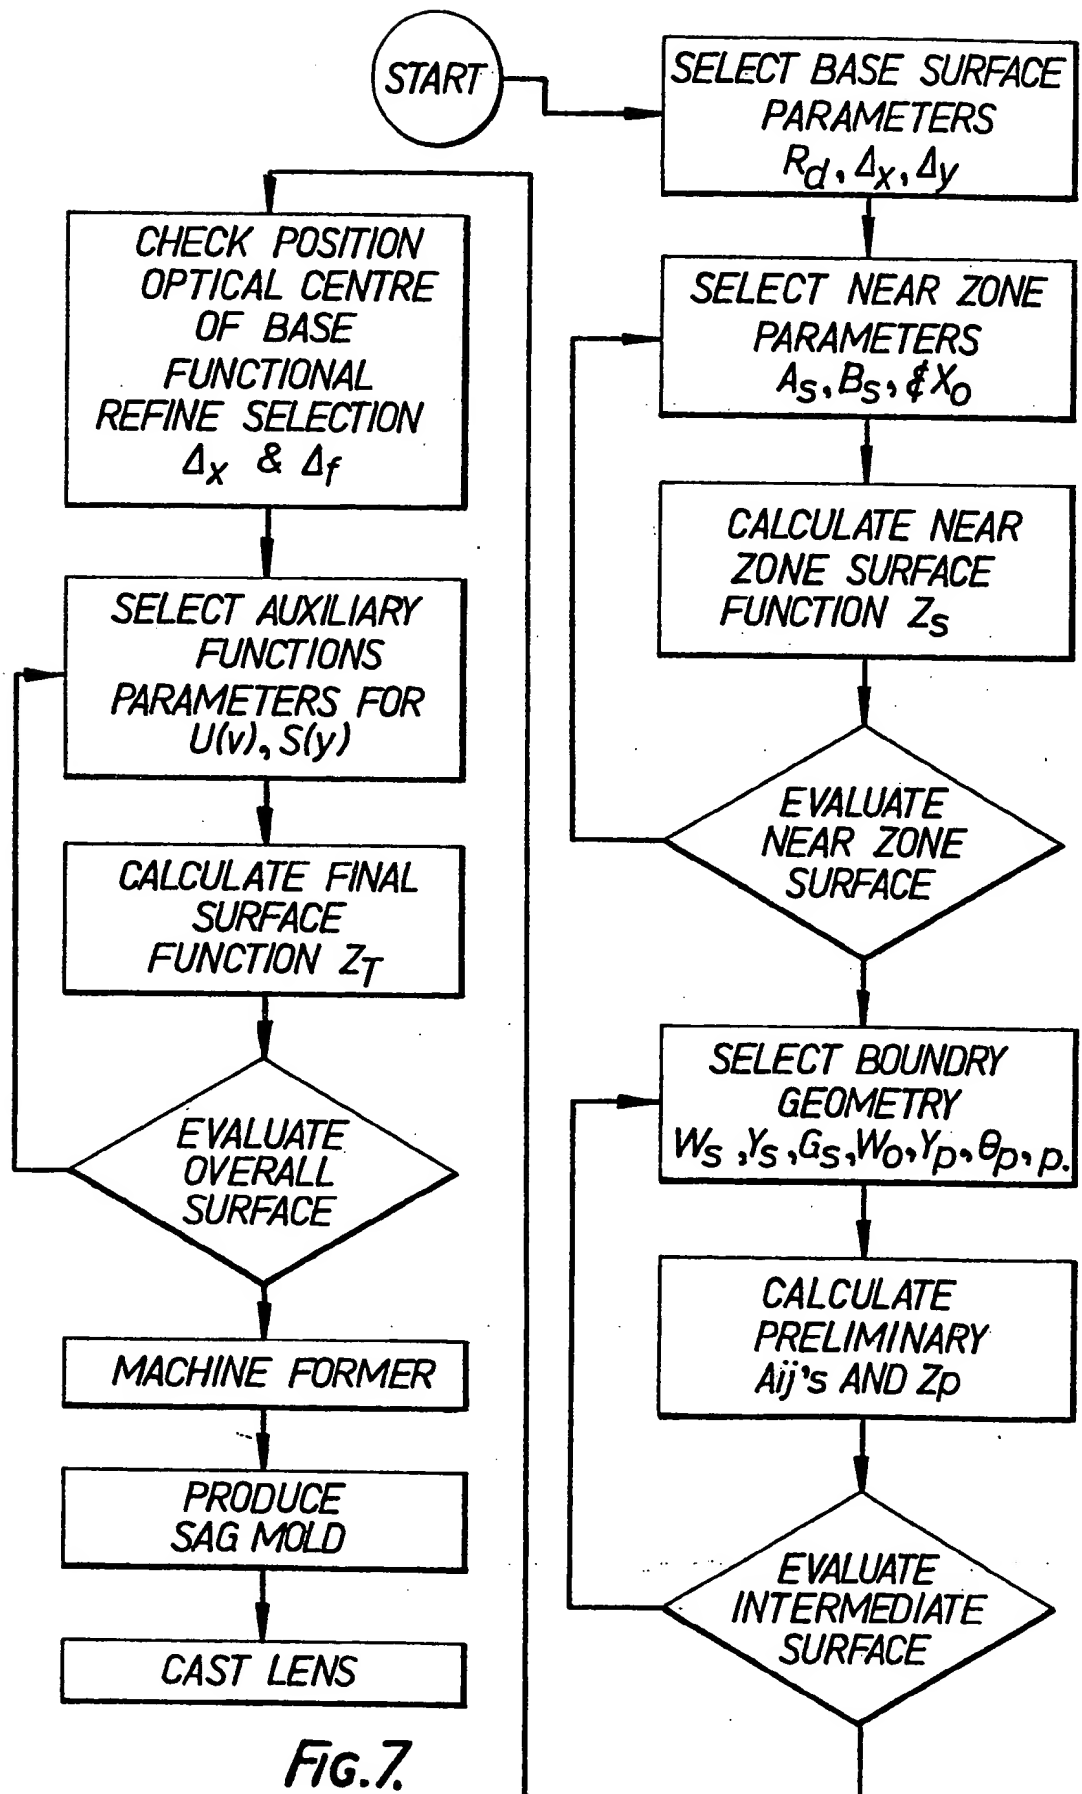 START
SELECT BASE SURFACE
PARAMETERS
Rd, Δx, Δy
SELECT NEAR ZONE
PARAMETERS
As, Bs, ¢X₀
CALCULATE NEAR
ZONE SURFACE
FUNCTION Zs
EVALUATE
NEAR ZONE
SURFACE
SELECT BOUNDRY
GEOMETRY
Ws, Ys, Gs, W₀, Yp, θp, p.
CALCULATE
PRELIMINARY
Aij's AND Zp
EVALUATE
INTERMEDIATE
SURFACE
CHECK POSITION
OPTICAL CENTRE
OF BASE
FUNCTIONAL
REFINE SELECTION
Δx & Δf
SELECT AUXILIARY
FUNCTIONS
PARAMETERS FOR
U(v), S(y)
CALCULATE FINAL
SURFACE
FUNCTION ZT
EVALUATE
OVERALL
SURFACE
MACHINE FORMER
PRODUCE
SAG MOLD
CAST LENS
FIG.7.